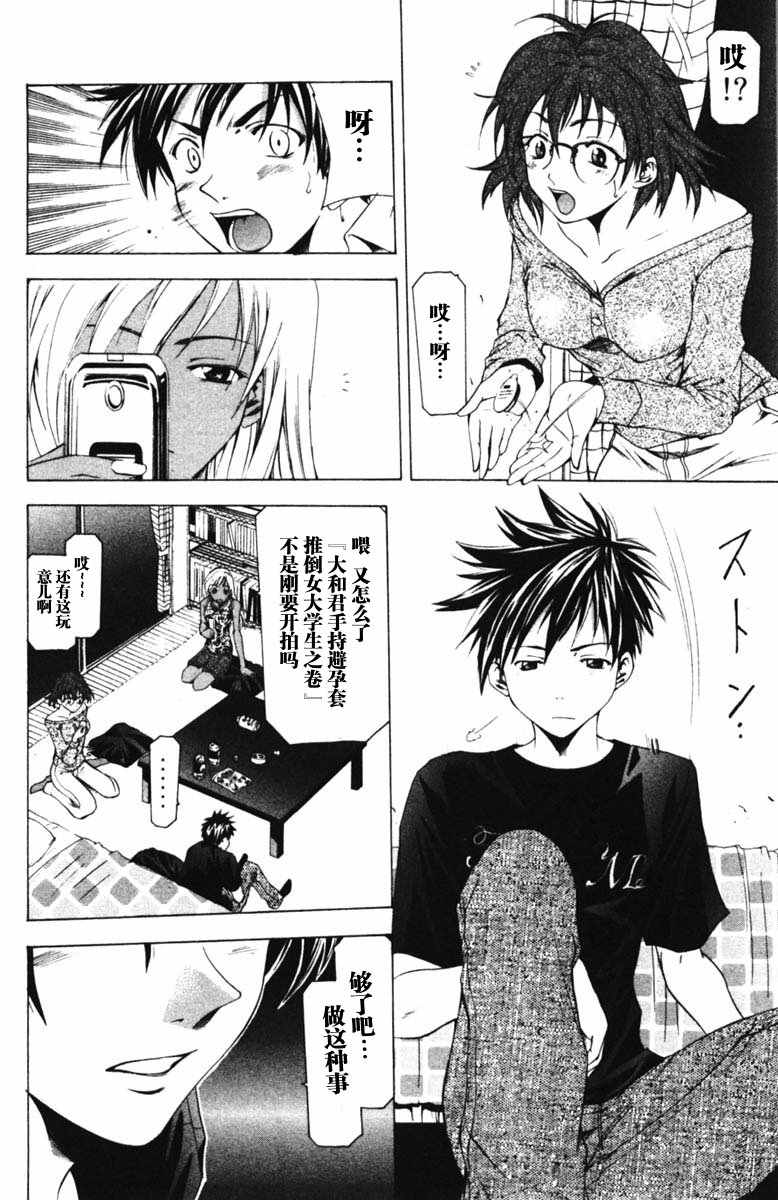 哎
!?
哎…呀…
呀…
ストン…
喂 又怎么了
『大和君手持避孕套
推倒女大学生之卷』
不是刚要开拍吗
哎~~~
还有这玩
意儿啊
……
够了吧…
做这种事